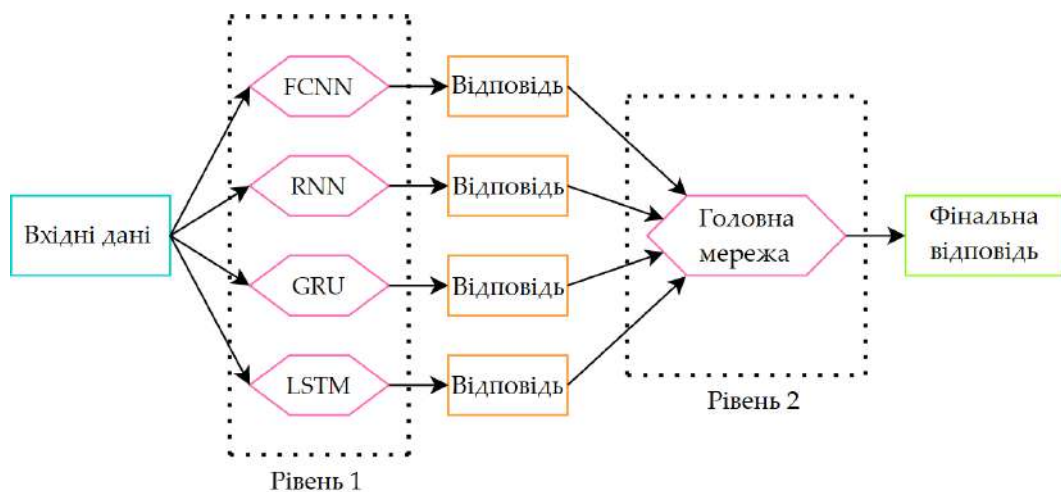 Вхідні дані
FCNN
RNN
GRU
LSTM
Рівень 1
Відповідь
Відповідь
Відповідь
Відповідь
Головна
мережа
Рівень 2
Фінальна
відповідь